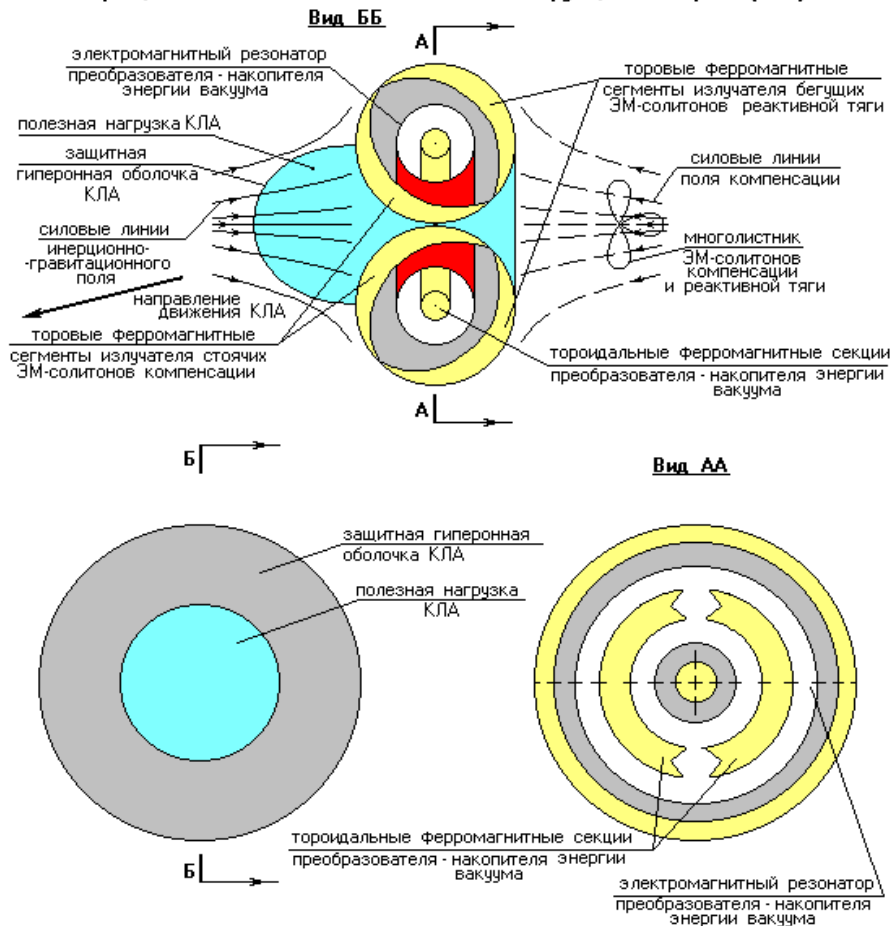 Вид ББ
А
электромагнитный резонатор
преобразователя - накопителя
энергии вакуума
полезная нагрузка КЛА
защитная
гиперонная оболочка
КЛА
силовые линии
инерционно-
-гравитационного
поля
направление
движения КЛА
торовые ферромагнитные
сегменты излучателя стоячих
ЭМ-солитонов компенсации
торовые ферромагнитные
сегменты излучателя бегущих
ЭМ-солитонов реактивной тяги
силовые линии
поля компенсации
многолистник
ЭМ-солитонов
компенсации
и реактивной тяги
тороидальные ферромагнитные секции
преобразователя - накопителя энергии
вакуума
А
Б
Вид АА
защитная гиперонная
оболочка КЛА
полезная нагрузка
КЛА
Б
тороидальные ферромагнитные секции
преобразователя - накопителя энергии
вакуума
электромагнитный резонатор
преобразователя - накопителя
энергии вакуума